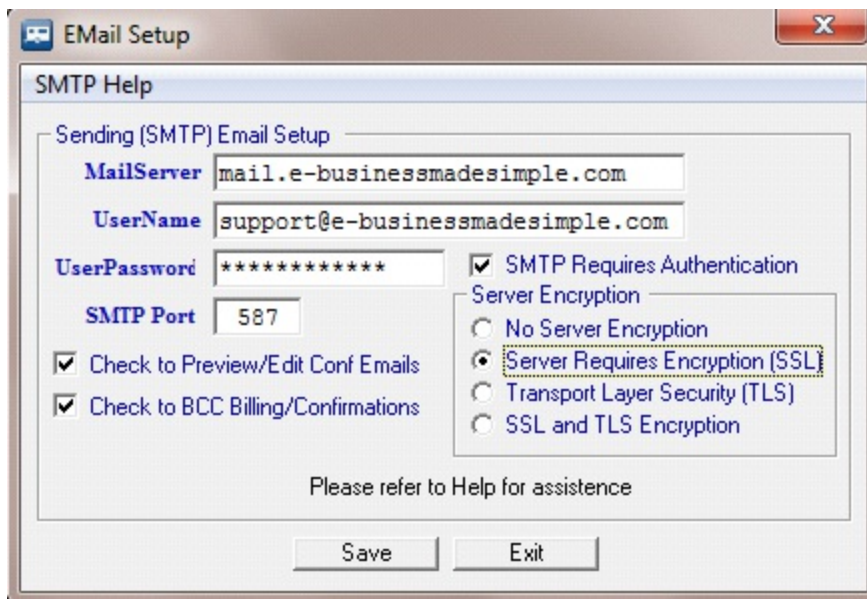 EMail Setup
X
SMTP Help
Sending (SMTP) Email Setup
MailServer mail.e-businessmadesimple.com
UserName support@e-businessmadesimple.com
UserPassword ************
SMTP Requires Authentication
SMTP Port 587
Server Encryption
No Server Encryption
Check to Preview/Edit Conf Emails
Server Requires Encryption (SSL)
Transport Layer Security (TLS)
Check to BCC Billing/Confirmations
SSL and TLS Encryption
Please refer to Help for assistence
Save Exit